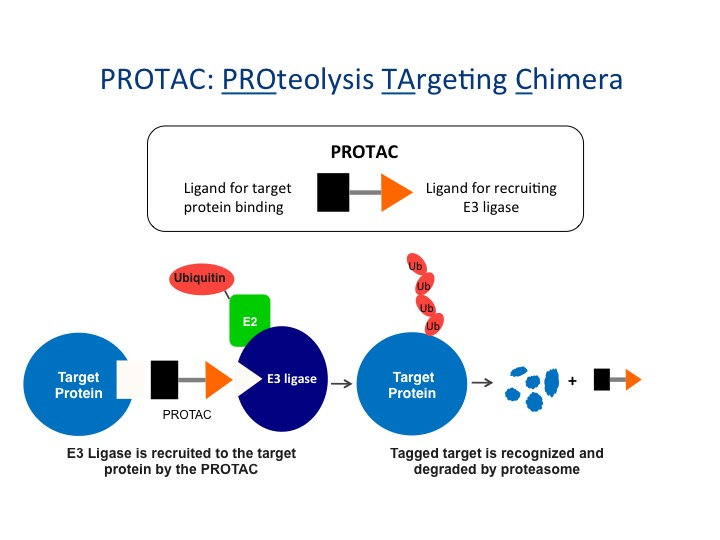 PROTAC: PROteolysis TArgeting Chimera
PROTAC
Ligand for target
protein binding
Ligand for recruiting
E3 ligase
Ubiquitin
E2
Target
Protein
PROTAC
E3 ligase
Ub
Ub
Ub
Ub
Target
Protein
+
E3 Ligase is recruited to the target
protein by the PROTAC
Tagged target is recognized and
degraded by proteasome